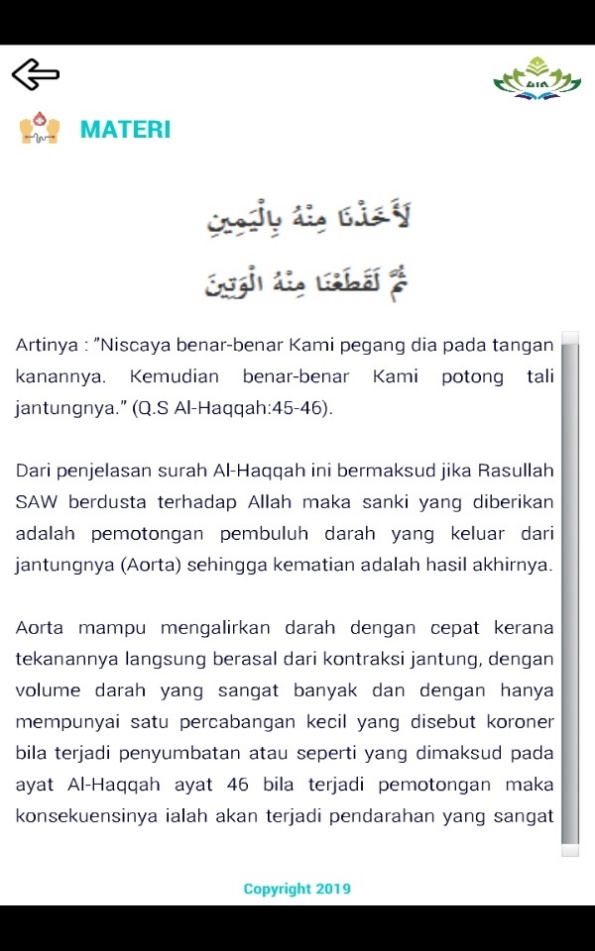 MATERI
لَأَخَذْنَا مِنْهُ بِالْيَمِينِ
ثُمَّ لَقَطَعْنَا مِنْهُ الْوَتِينَ
Artinya : "Niscaya benar-benar Kami pegang dia pada tangan
kanannya. Kemudian benar-benar Kami potong tali
jantungnya." (Q.S Al-Haqqah:45-46).
Dari penjelasan surah Al-Haqqah ini bermaksud jika Rasullah
SAW berdusta terhadap Allah maka sanki yang diberikan
adalah pemotongan pembuluh darah yang keluar dari
jantungnya (Aorta) sehingga kematian adalah hasil akhirnya.
Aorta mampu mengalirkan darah dengan cepat kerana
tekanannya langsung berasal dari kontraksi jantung, dengan
volume darah yang sangat banyak dan dengan hanya
mempunyai satu percabangan kecil yang disebut koroner
bila terjadi penyumbatan atau seperti yang dimaksud pada
ayat Al-Haqqah ayat 46 bila terjadi pemotongan maka
konsekuensinya ialah akan terjadi pendarahan yang sangat
Copyright 2019